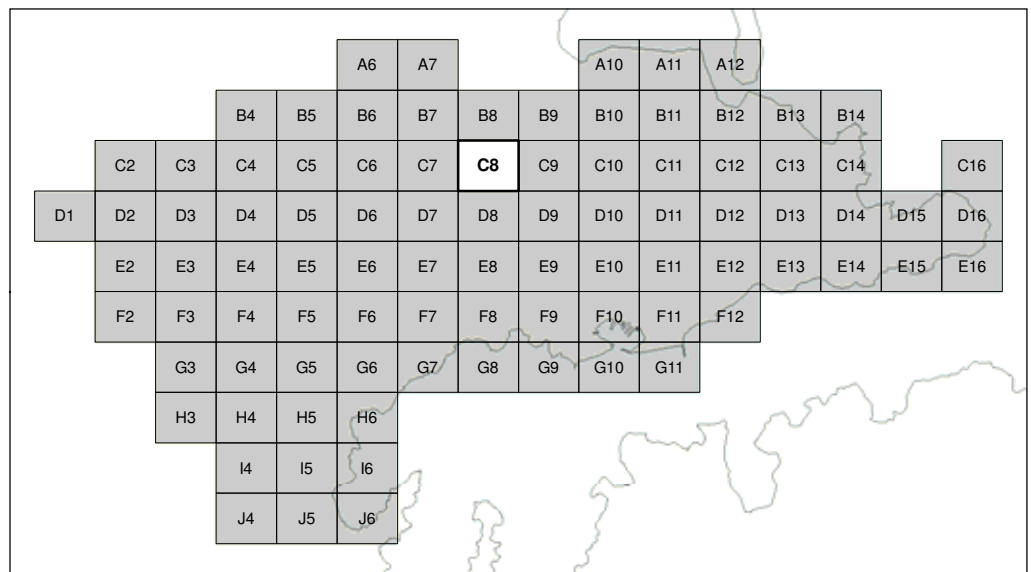 A6 A7 A10 A11 A12
B4 B5 B6 B7 B8 B9 B10 B11 B12 B13 B14
C2 C3 C4 C5 C6 C7 C8 C9 C10 C11 C12 C13 C14 C16
D1 D2 D3 D4 D5 D6 D7 D8 D9 D10 D11 D12 D13 D14 D15 D16
E2 E3 E4 E5 E6 E7 E8 E9 E10 E11 E12 E13 E14 E15 E16
F2 F3 F4 F5 F6 F7 F8 F9 F10 F11 F12
G3 G4 G5 G6 G7 G8 G9 G10 G11
H3 H4 H5 H6
I4 I5 I6
J4 J5 J6